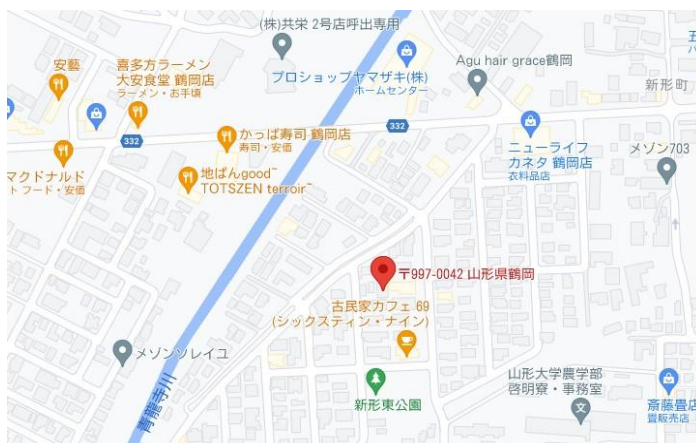 (株)共栄 2号店呼出専用
安藝
喜多方ラーメン
大安食堂 鶴岡店
ラーメン・お手頃
プロショップヤマザキ(株)
ホームセンター
Agu hair grace鶴岡
新形町
332
332
かっぱ寿司 鶴岡店
寿司・安価
ニューライフ
カネタ 鶴岡店
衣料品店
メゾン703
マクドナルド
ト フード・安価
地ぱんgood~
TOTSZEN terroir~
〒997-0042 山形県鶴岡
古民家カフェ 69
(シックスティン・ナイン)
メゾンソレイユ
青龍寺川
新形東公園
山形大学農学部
啓明寮・事務室
斎藤畳店
畳販売店